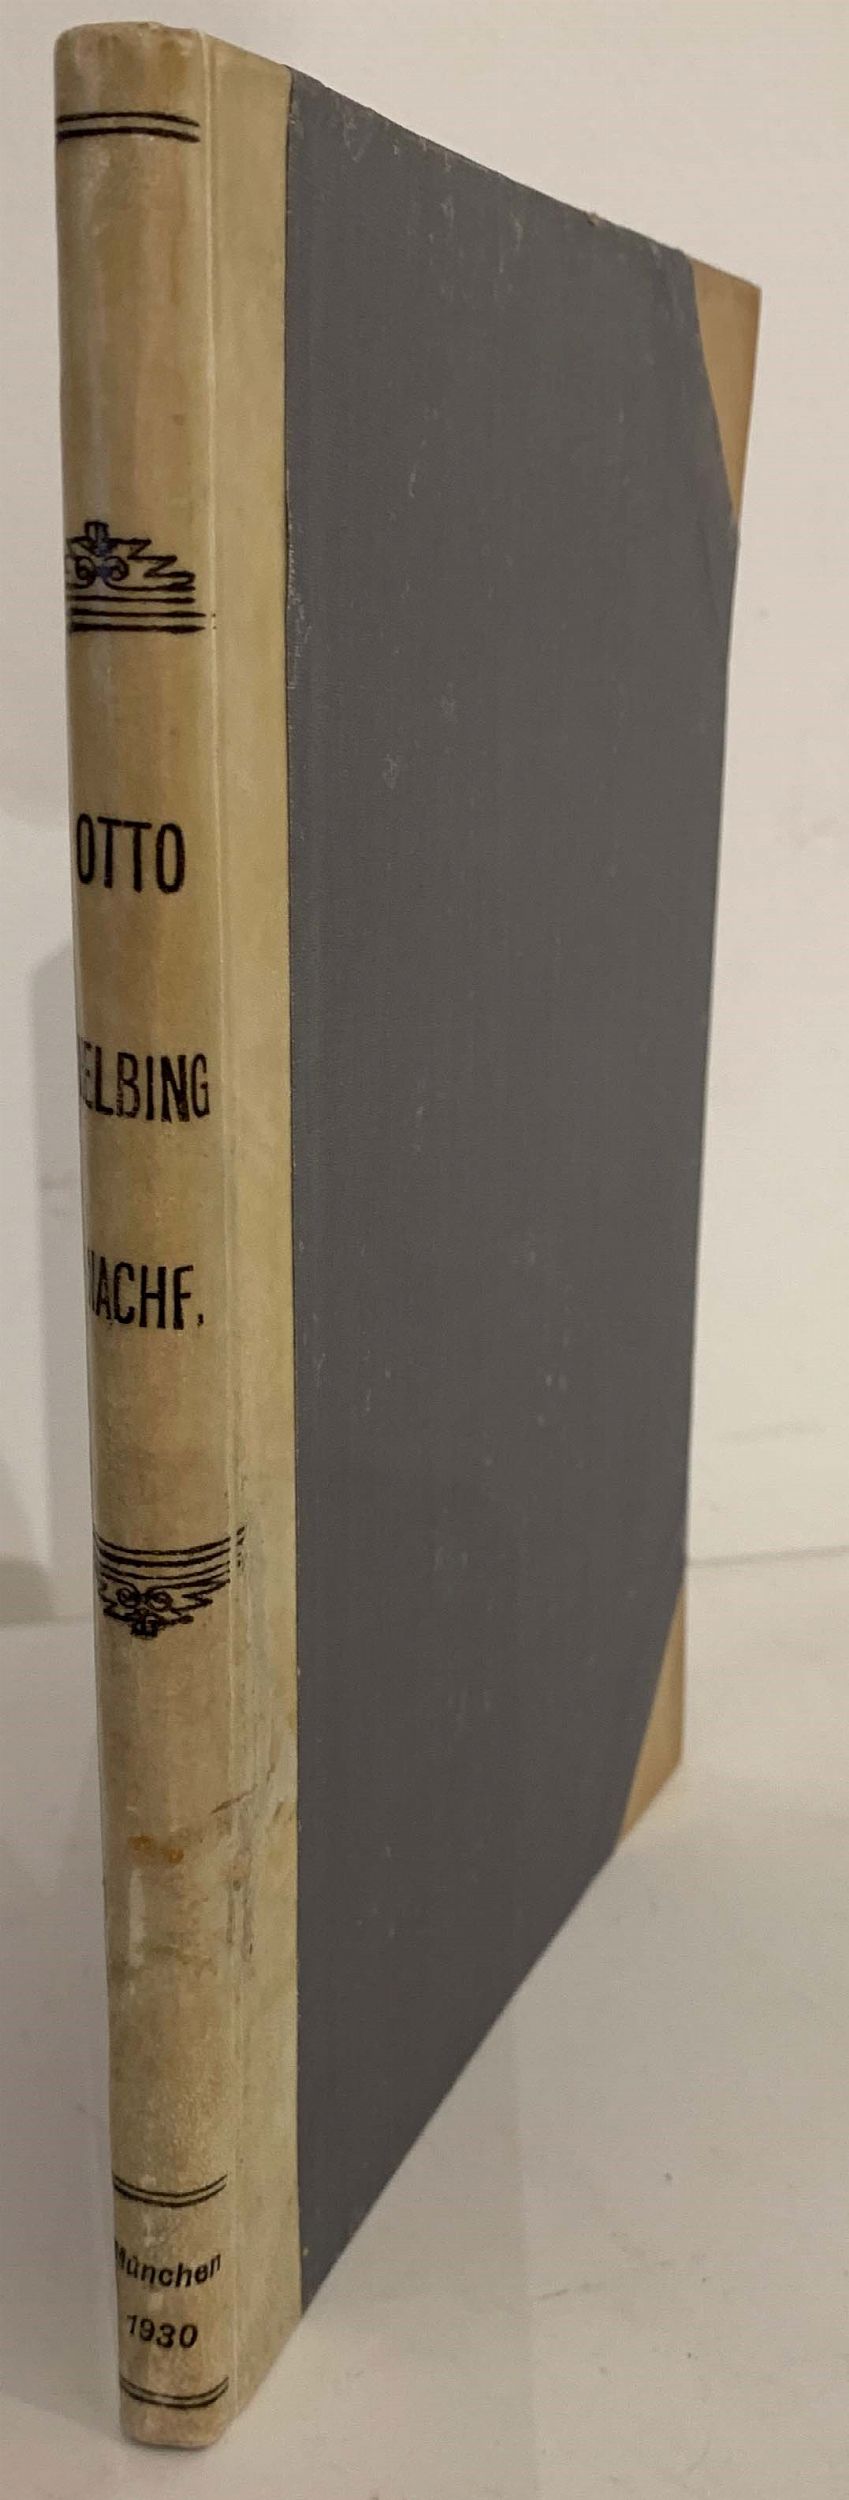 OTTO
HELBING
NACHF.
München
1930